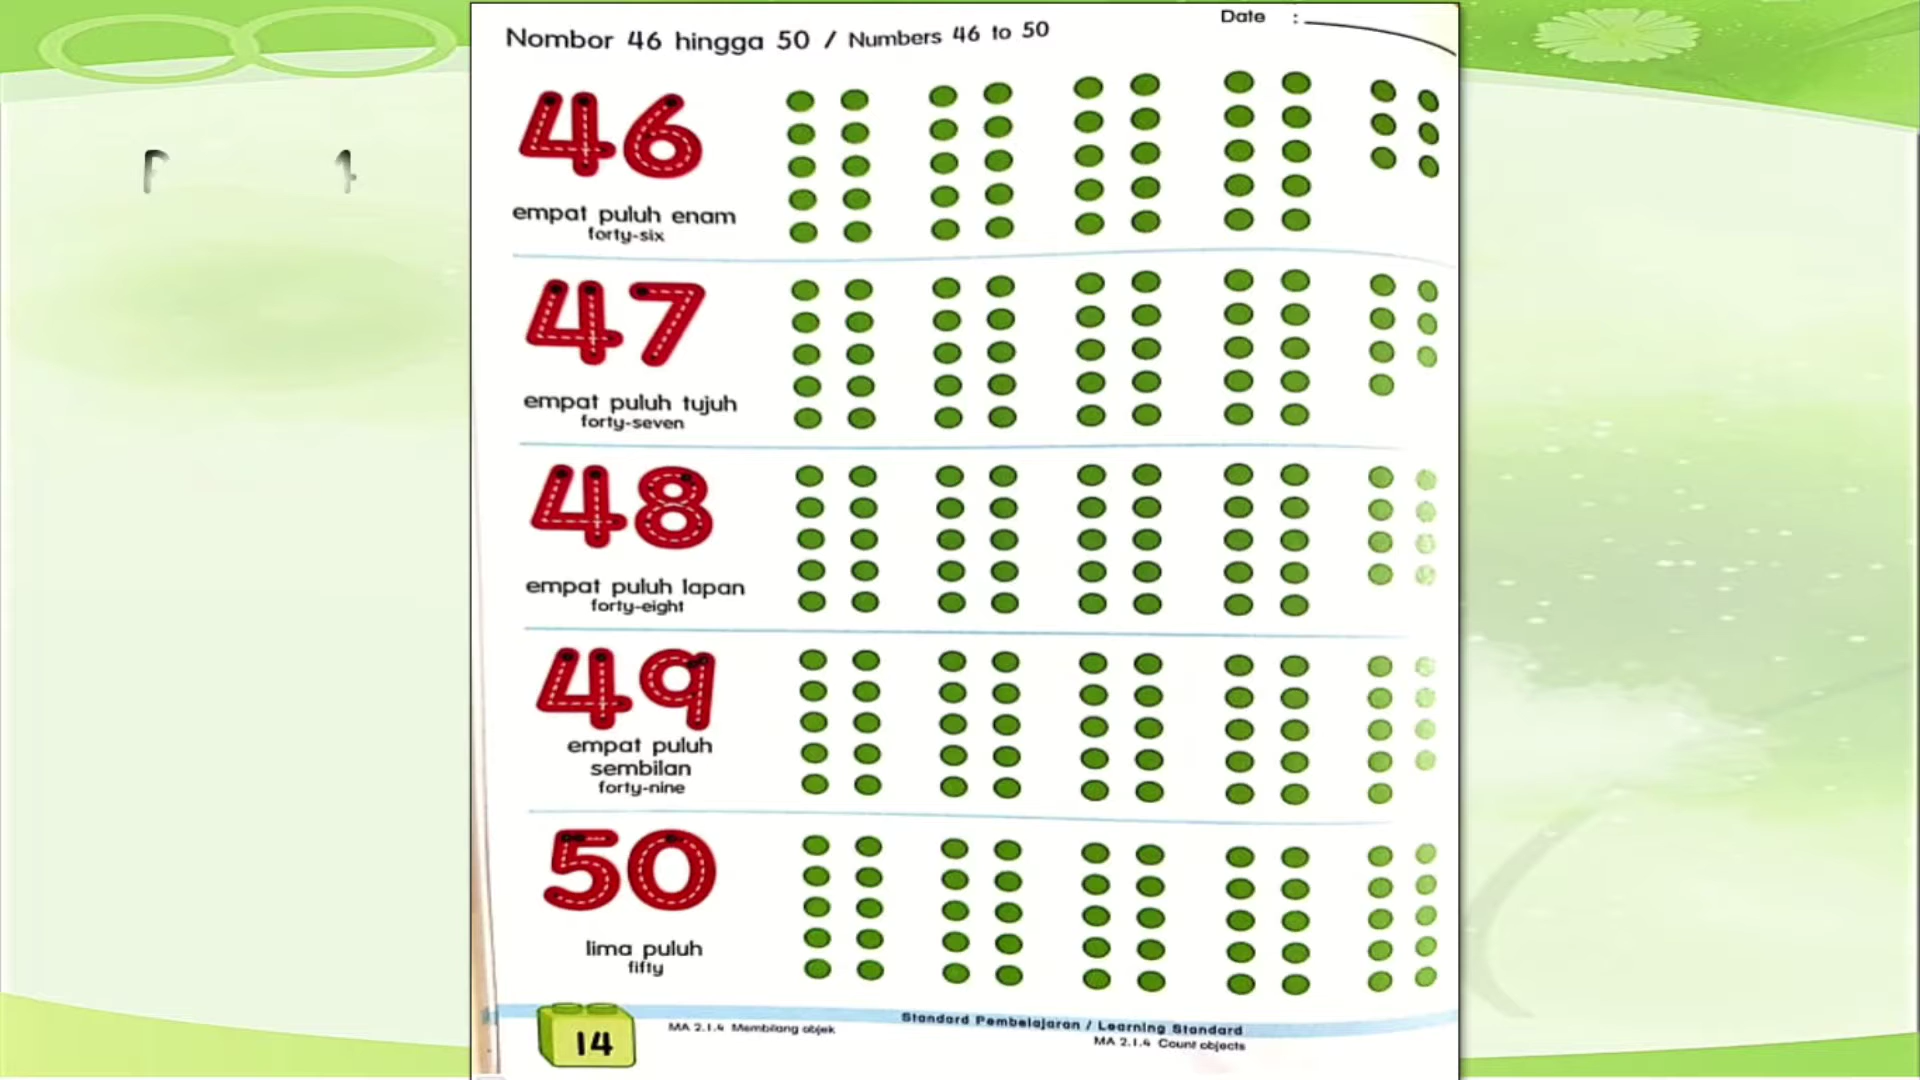 Date :
Nombor 46 hingga 50 / Numbers 46 to 50
46
empat puluh enam
forty-six
47
empat puluh tujuh
forty-seven
48
empat puluh lapan
forty-eight
49
empat puluh
sembilan
forty-nine
50
lima puluh
fifty
14
MA 2.1.4 Membilang objek
Standard Pembelajaran / Learning Standard
MA 2.1.4 Count objects